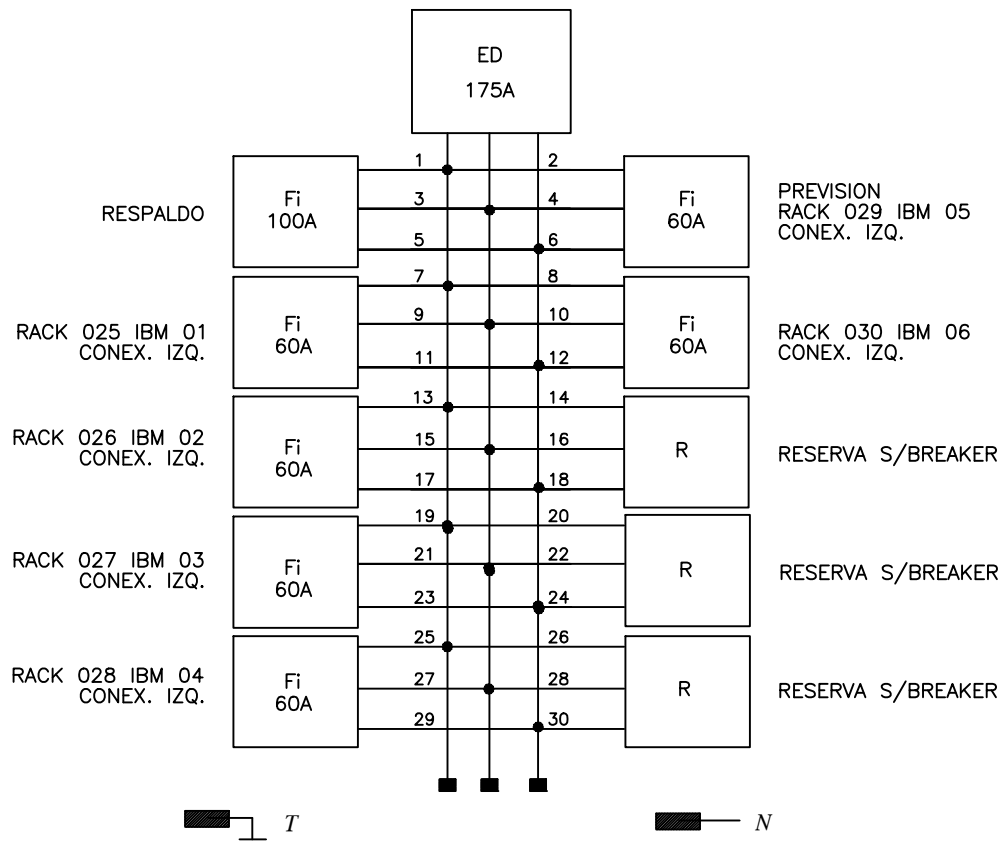 ED
175A
1
2
3
4
5
6
RESPALDO
Fi
100A
Fi
60A
PREVISION
RACK 029 IBM 05
CONEX. IZQ.
7
8
9
10
11
12
RACK 025 IBM 01
CONEX. IZQ.
Fi
60A
Fi
60A
RACK 030 IBM 06
CONEX. IZQ.
13
14
15
16
17
18
RACK 026 IBM 02
CONEX. IZQ.
Fi
60A
R
RESERVA S/BREAKER
19
20
21
22
23
24
RACK 027 IBM 03
CONEX. IZQ.
Fi
60A
R
RESERVA S/BREAKER
25
26
27
28
29
30
RACK 028 IBM 04
CONEX. IZQ.
Fi
60A
R
RESERVA S/BREAKER
T
N